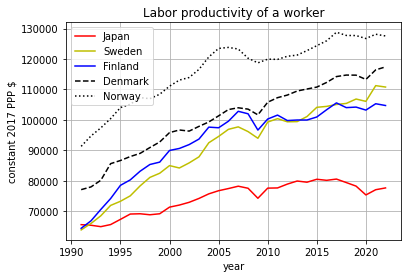 Labor productivity of a worker
constant 2017 PPP $
130000
120000
110000
100000
90000
80000
70000
Japan
Sweden
Finland
Denmark
Norway
1990 1995 2000 2005 2010 2015 2020
year